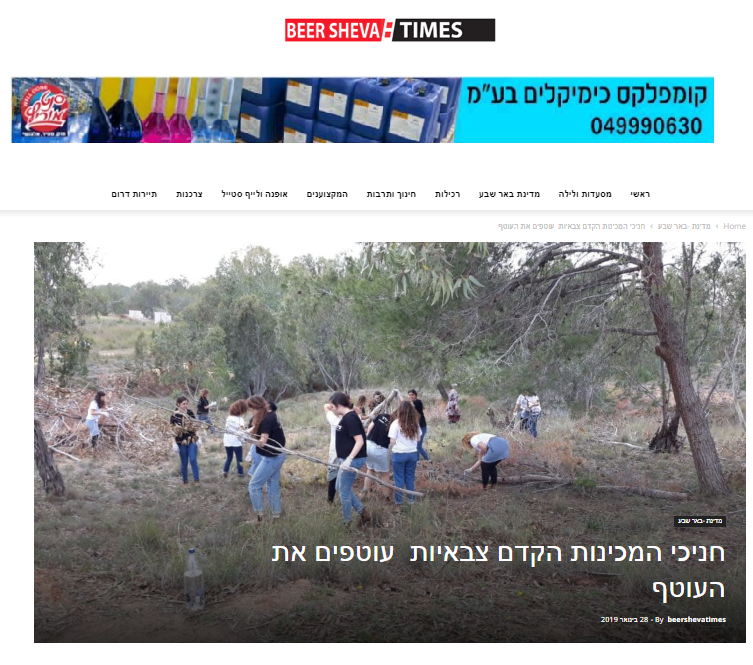 BEER SHEVA TIMES
קומפלקס כימיקלים בע"מ
049990630
ראשי מסעדות ולילה מדינת באר שבע רכילות חינוך ותרבות המקצוענים אופנה ולייף סטייל צרכנות תיירות דרום
Home › מדינת -באר שבע › חניכי המכינות הקדם צבאיות עוטפים את העוטף
מדינת -באר שבע
חניכי המכינות הקדם צבאיות עוטפים את
העוטף
By beershevatimes - 28 בינואר 2019